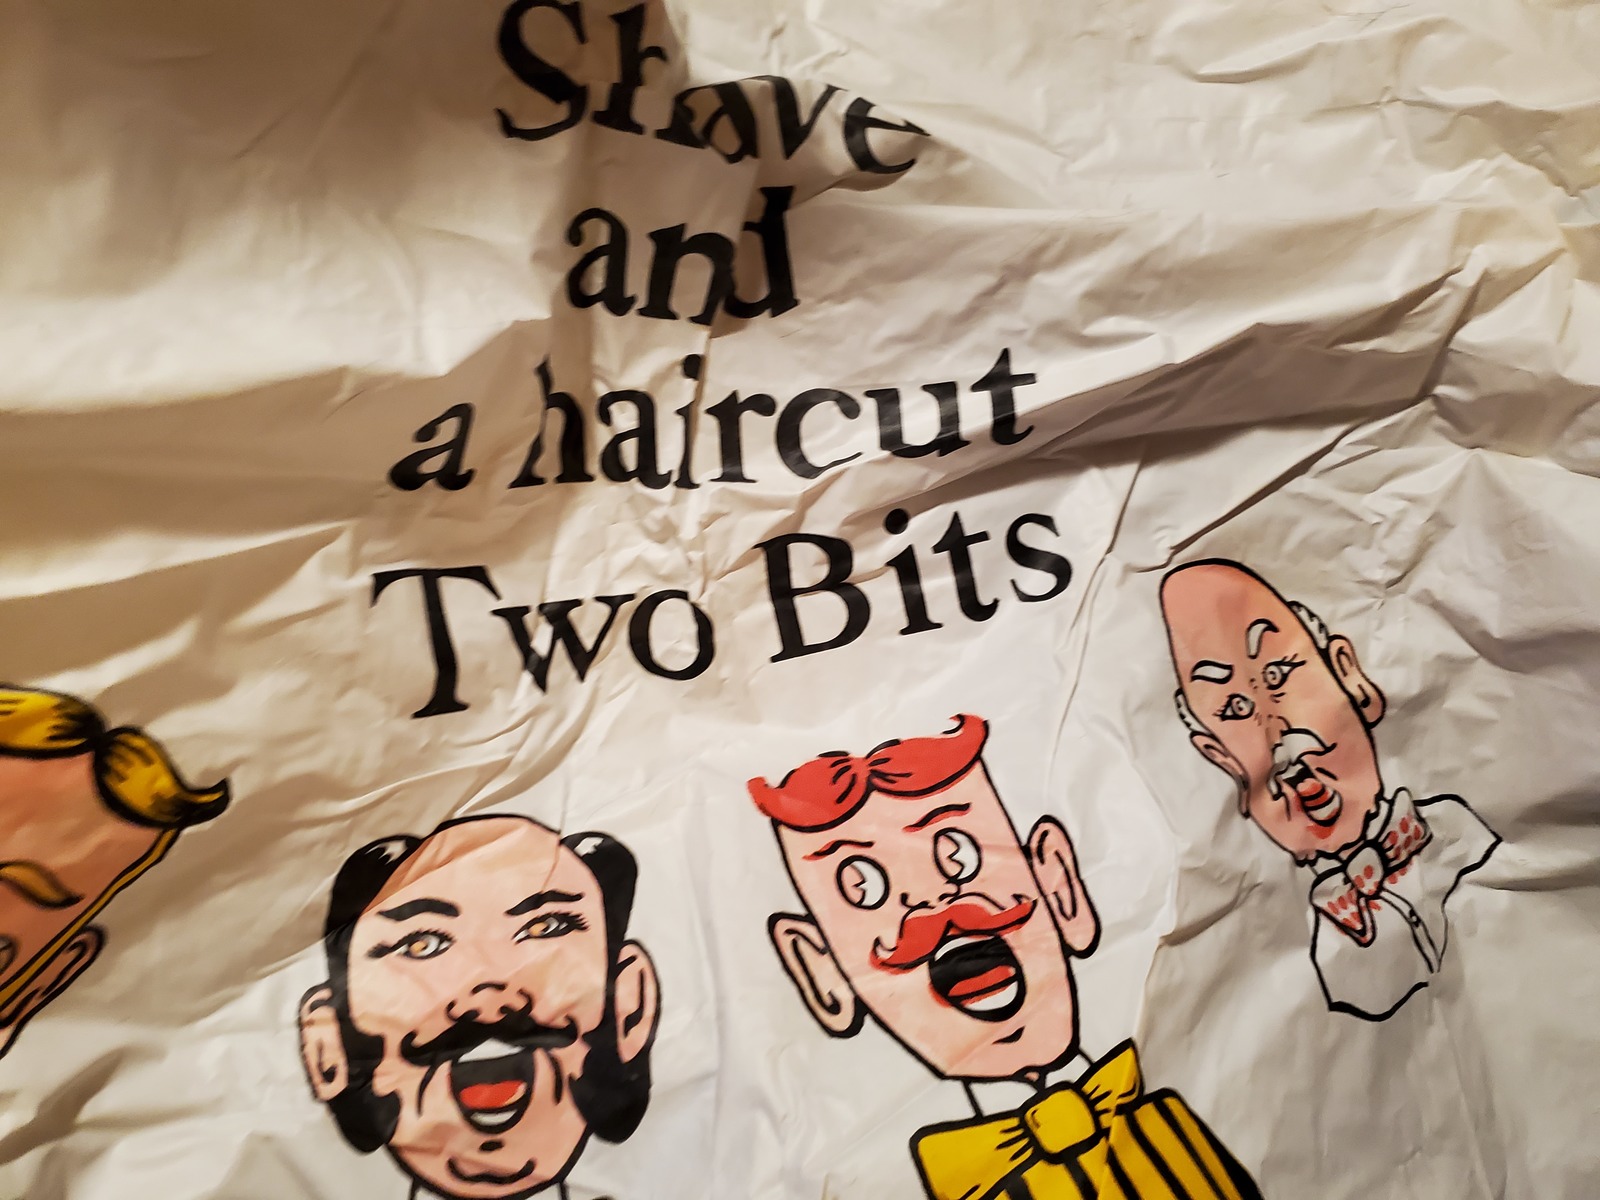 Shave
and
a haircut
Two Bits